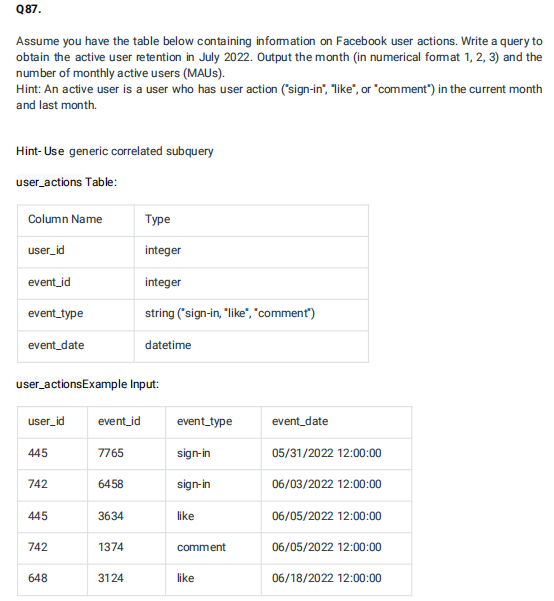 Q87.
Assume you have the table below containing information on Facebook user actions. Write a query to
obtain the active user retention in July 2022. Output the month (in numerical format 1, 2, 3) and the
number of monthly active users (MAUs).
Hint: An active user is a user who has user action ("sign-in", "like", or "comment") in the current month
and last month.
Hint- Use generic correlated subquery
user_actions Table:
Column Name Type
user_id integer
event_id integer
event_type string ("sign-in, "like", "comment")
event_date datetime
user_actionsExample Input:
user_id event_id event_type event_date
445 7765 sign-in 05/31/2022 12:00:00
742 6458 sign-in 06/03/2022 12:00:00
445 3634 like 06/05/2022 12:00:00
742 1374 comment 06/05/2022 12:00:00
648 3124 like 06/18/2022 12:00:00